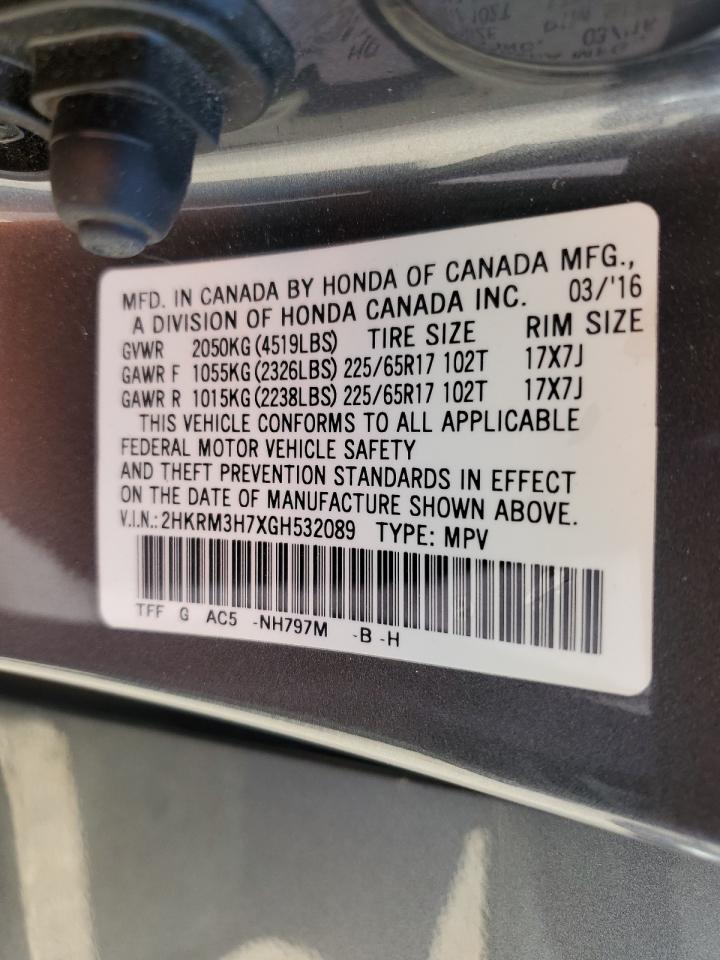 MFD. IN CANADA BY HONDA OF CANADA MFG.,
A DIVISION OF HONDA CANADA INC. 03/'16
GVWR 2050KG(4519LBS) TIRE SIZE RIM SIZE
GAWR F 1055KG(2326LBS) 225/65R17 102T 17X7J
GAWR R 1015KG(2238LBS) 225/65R17 102T 17X7J
THIS VEHICLE CONFORMS TO ALL APPLICABLE
FEDERAL MOTOR VEHICLE SAFETY
AND THEFT PREVENTION STANDARDS IN EFFECT
ON THE DATE OF MANUFACTURE SHOWN ABOVE.
V.I.N.: 2HKRM3H7XGH532089 TYPE: MPV
TFF G AC5 -NH797M -B -H